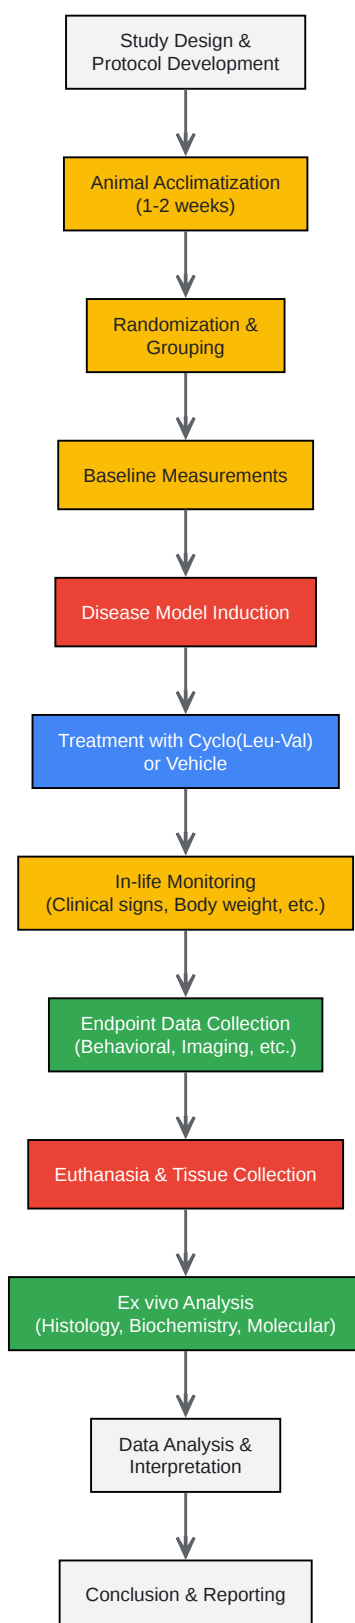 Study Design &
Protocol Development
Animal Acclimatization
(1-2 weeks)
Randomization &
Grouping
Baseline Measurements
Disease Model Induction
Treatment with Cyclo(Leu-Val)
or Vehicle
In-life Monitoring
(Clinical signs, Body weight, etc.)
Endpoint Data Collection
(Behavioral, Imaging, etc.)
Euthanasia & Tissue Collection
Ex vivo Analysis
(Histology, Biochemistry, Molecular)
Data Analysis &
Interpretation
Conclusion & Reporting